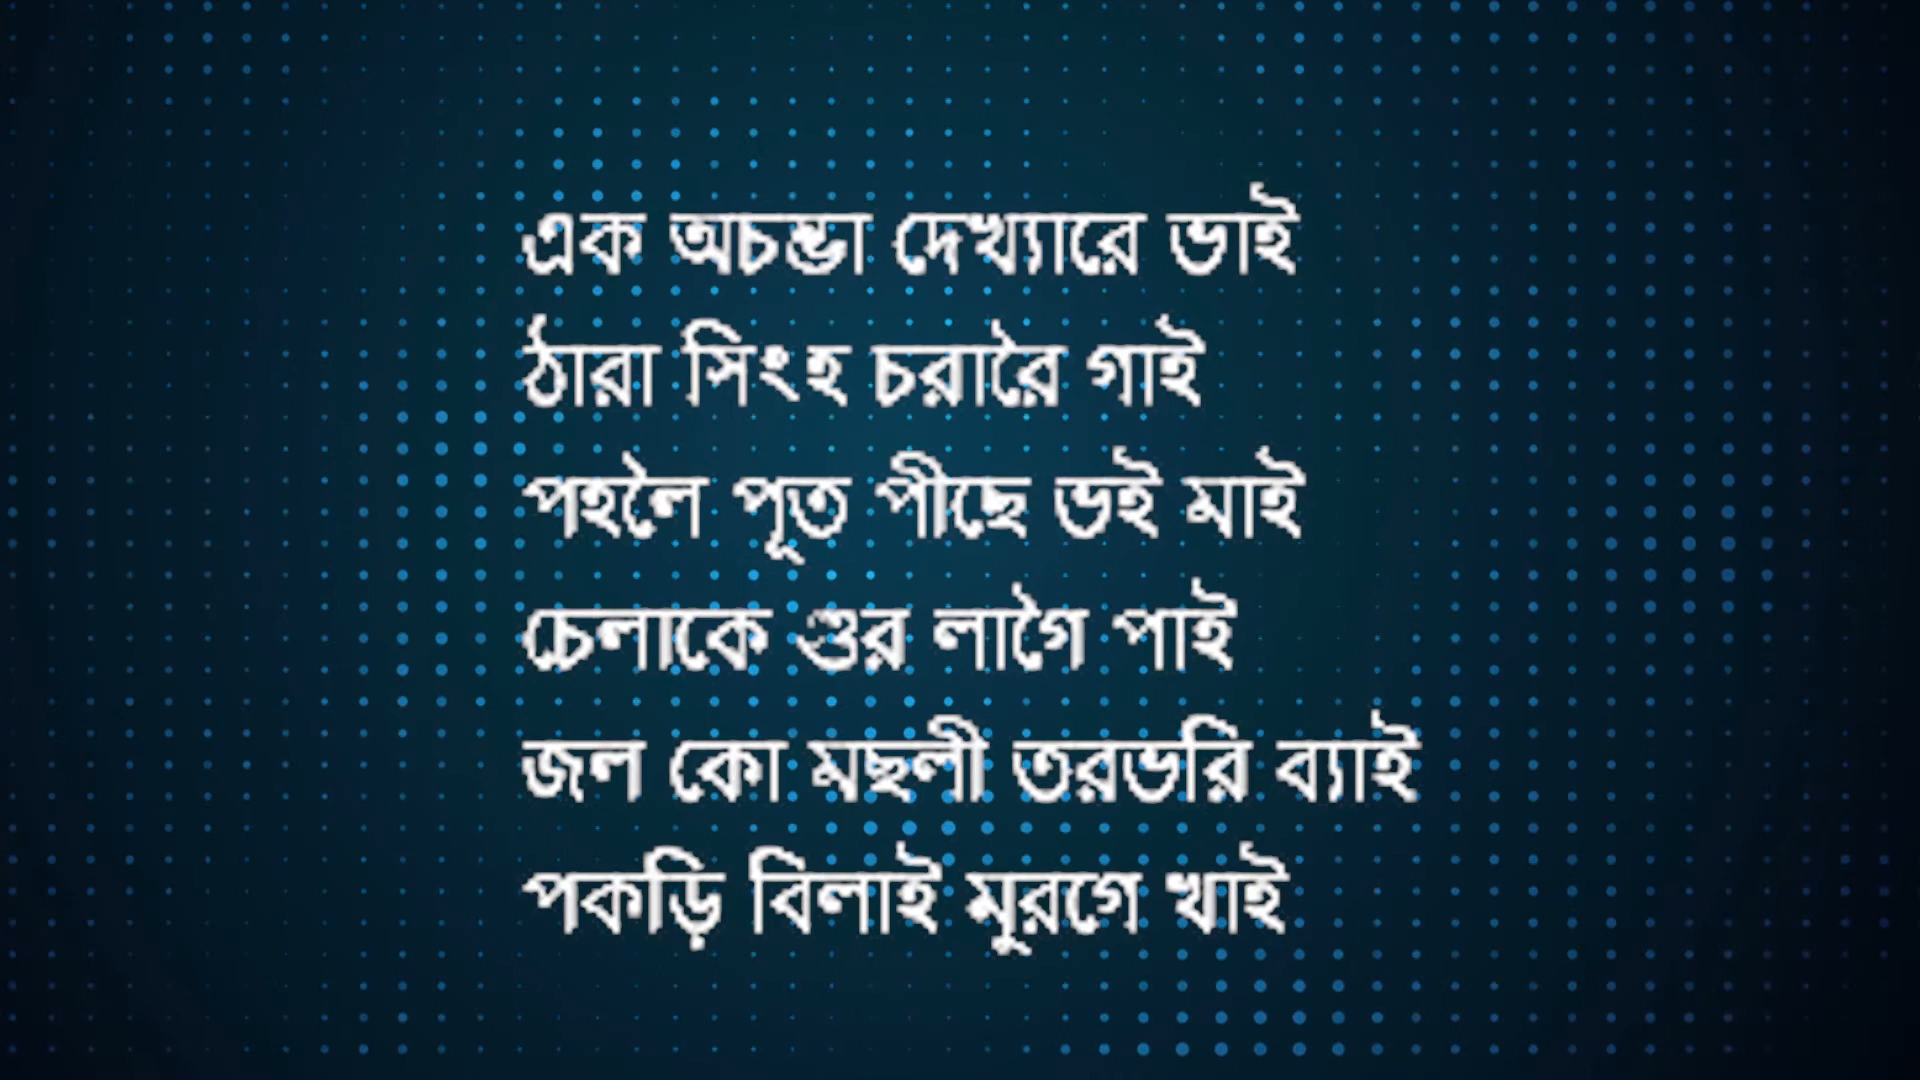 এক অচম্ভা দেখ্যারে ভাই
ঠারা সিংহ চরারৈ গাই
পহলৈ পূত পীছে ভই মাই
চেলাকে গুর লাগৈ পাই
জল কো মছলী তরভরি ব্যাই
পকড়ি বিলাই মুরগে খাই